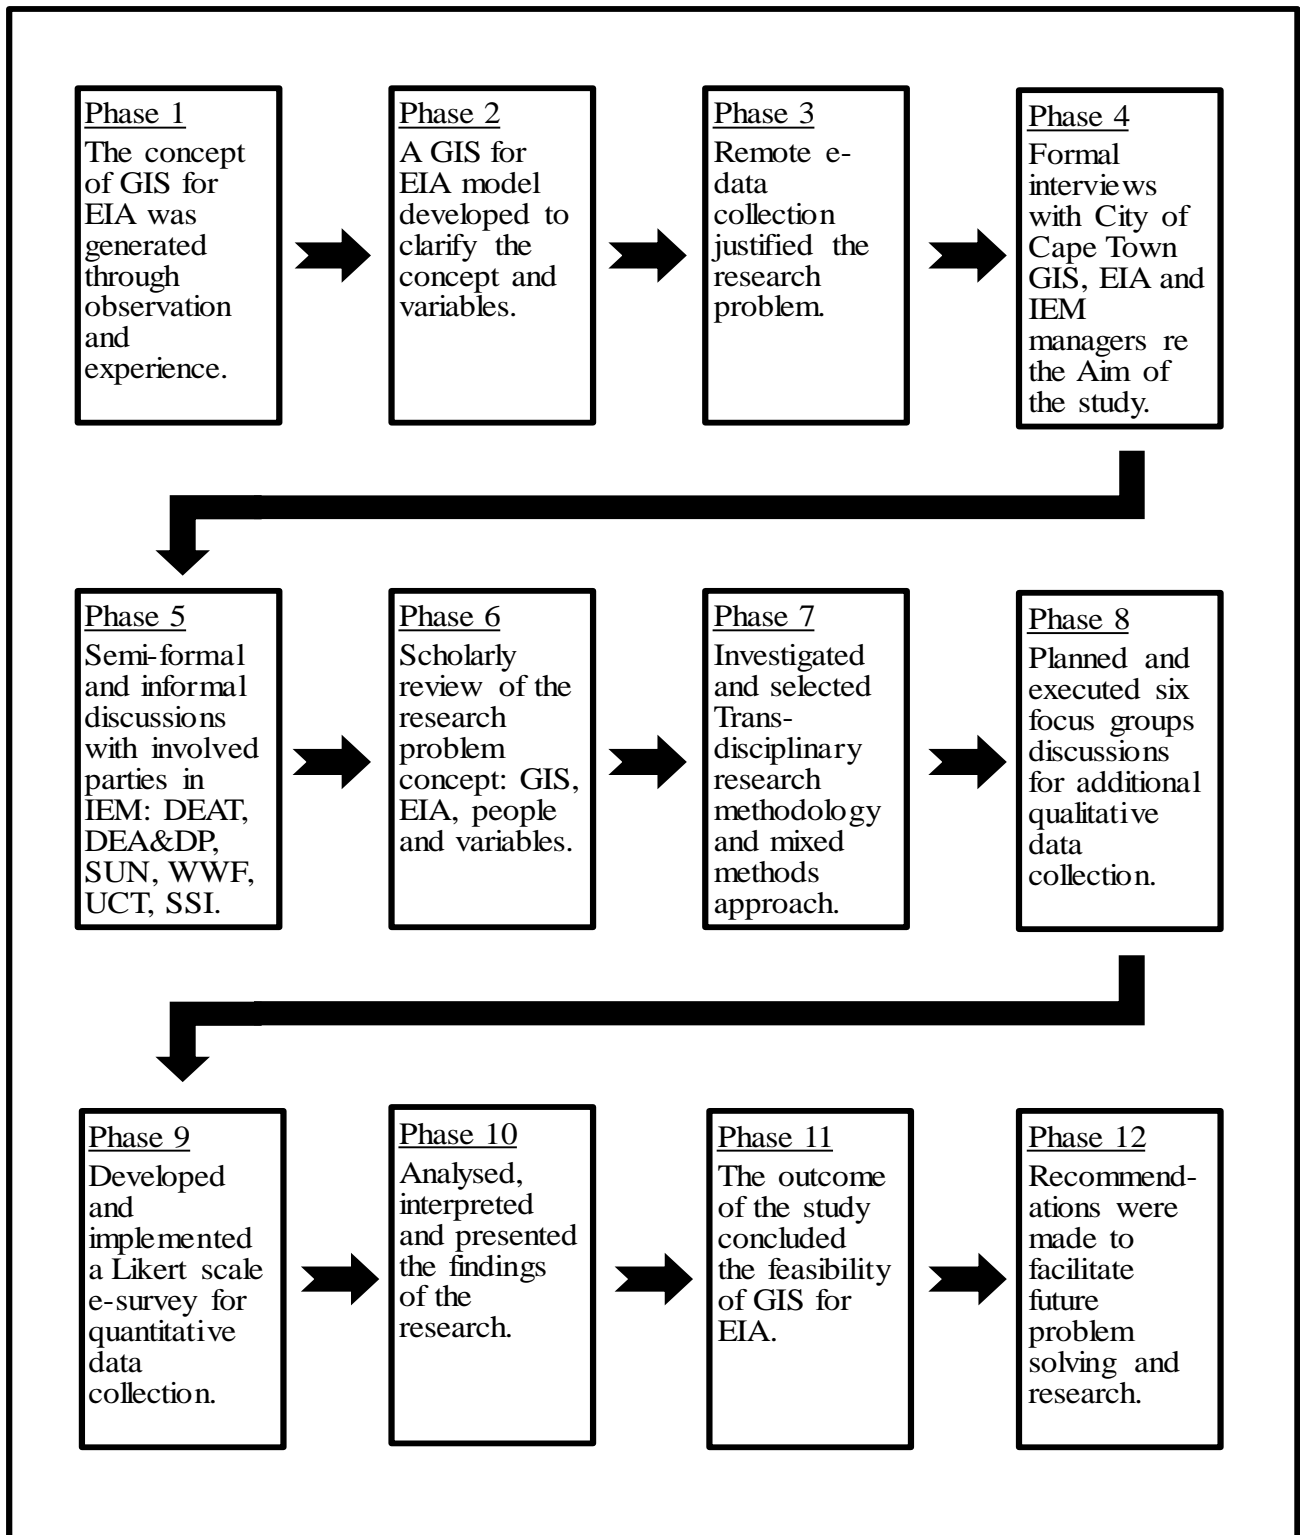 Phase 1
The concept
of GIS for
EIA was
generated
through
observation
and
experience.
Phase 2
A GIS for
EIA model
developed to
clarify the
concept and
variables.
Phase 3
Remote e-
data
collection
justified the
research
problem.
Phase 4
Formal
interviews
with City of
Cape Town
GIS, EIA and
IEM
managers re
the Aim of
the study.
Phase 5
Semi-formal
and informal
discussions
with involved
parties in
IEM: DEAT,
DEA&DP,
SUN, WWF,
UCT, SSI.
Phase 6
Scholarly
review of the
research
problem
concept: GIS,
EIA, people
and variables.
Phase 7
Investigated
and selected
Trans-
disciplinary
research
methodology
and mixed
methods
approach.
Phase 8
Planned and
executed six
focus groups
discussions
for additional
qualitative
data
collection.
Phase 9
Developed
and
implemented
a Likert scale
e-survey for
quantitative
data
collection.
Phase 10
Analysed,
interpreted
and presented
the findings
of the
research.
Phase 11
The outcome
of the study
concluded
the feasibility
of GIS for
EIA.
Phase 12
Recommend-
ations were
made to
facilitate
future
problem
solving and
research.